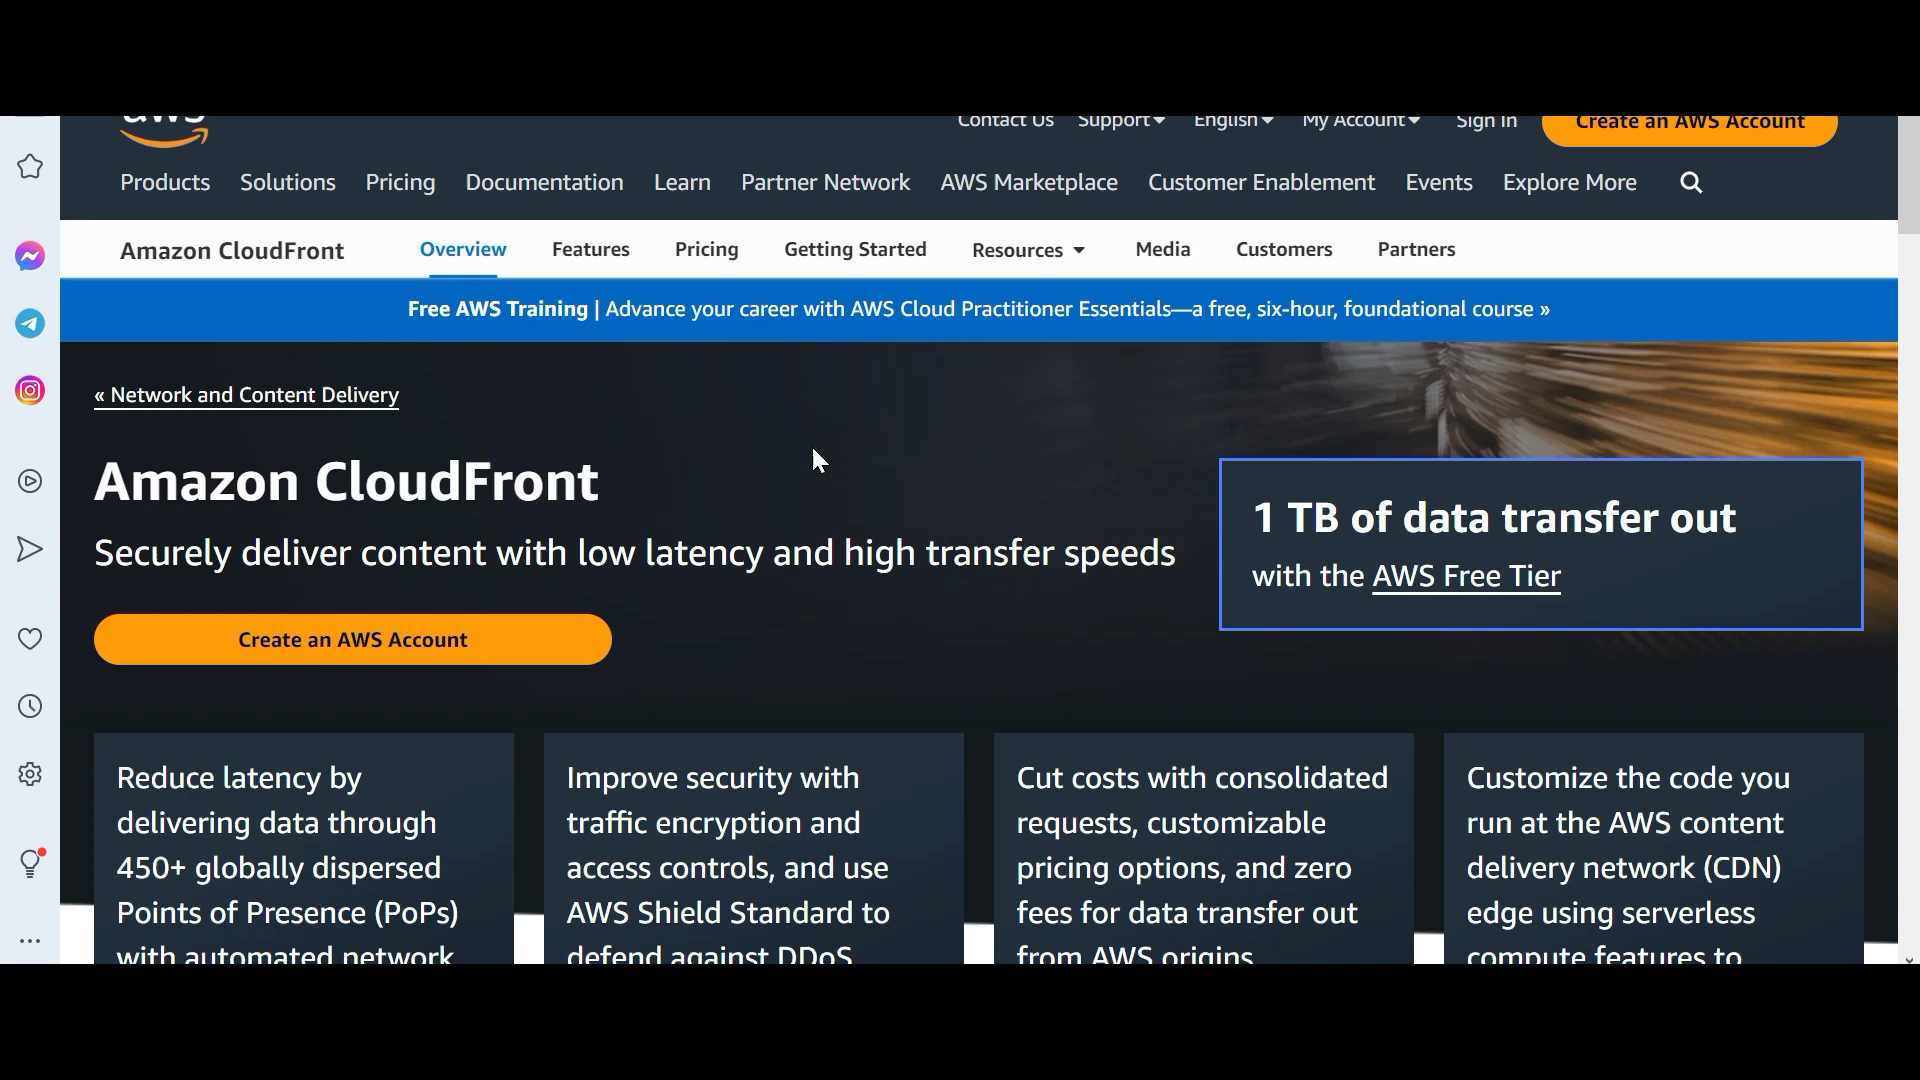 aws
Contact Us Support English My Account Sign In Create an AWS Account
Products Solutions Pricing Documentation Learn Partner Network AWS Marketplace Customer Enablement Events Explore More
Amazon CloudFront Overview Features Pricing Getting Started Resources Media Customers Partners
Free AWS Training | Advance your career with AWS Cloud Practitioner Essentials—a free, six-hour, foundational course »
« Network and Content Delivery
Amazon CloudFront
Securely deliver content with low latency and high transfer speeds
Create an AWS Account
1 TB of data transfer out
with the AWS Free Tier
Reduce latency by
delivering data through
450+ globally dispersed
Points of Presence (PoPs)
with automated network
Improve security with
traffic encryption and
access controls, and use
AWS Shield Standard to
defend against DDoS
Cut costs with consolidated
requests, customizable
pricing options, and zero
fees for data transfer out
from AWS origins
Customize the code you
run at the AWS content
delivery network (CDN)
edge using serverless
compute features to